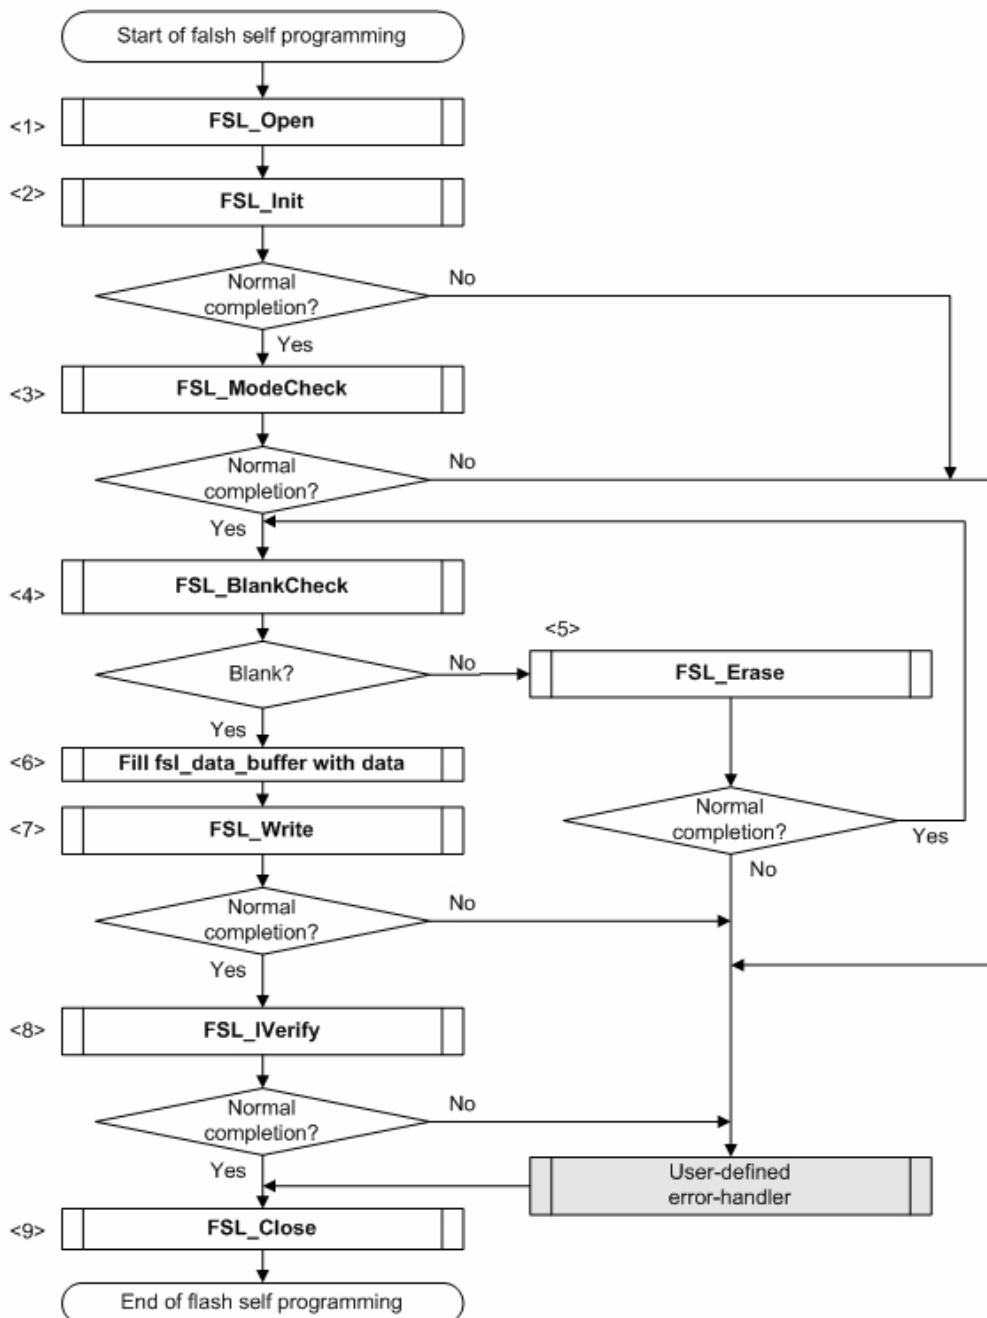 Start of falsh self programming
<1>
FSL_Open
<2>
FSL_Init
Normal
completion?
No
Yes
<3>
FSL_ModeCheck
Normal
completion?
No
Yes
<4>
FSL_BlankCheck
Blank?
No
Yes
<5>
FSL_Erase
Normal
completion?
Yes
No
<6>
Fill fsl_data_buffer with data
<7>
FSL_Write
Normal
completion?
No
Yes
<8>
FSL_IVerify
Normal
completion?
No
Yes
User-defined
error-handler
<9>
FSL_Close
End of flash self programming